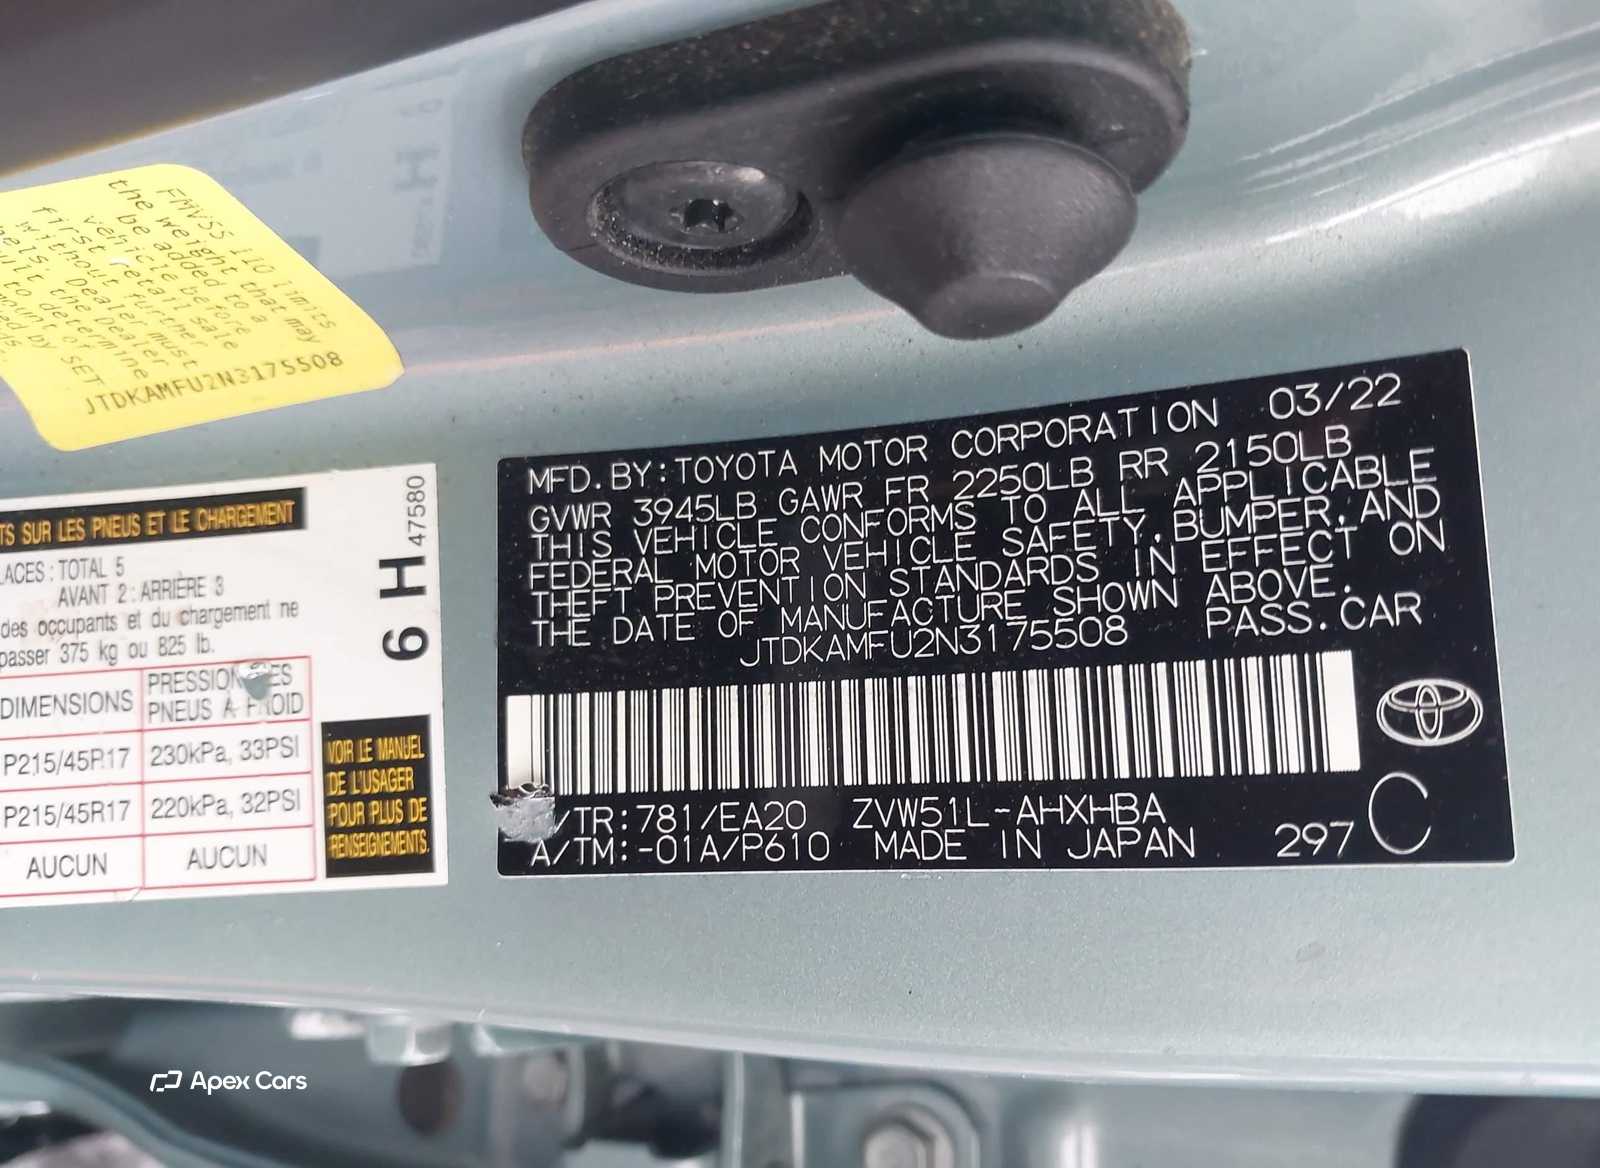 FMVSS 110 limits
the weight that may
be added to a
vehicle before
first retail sale
without further
Dealer must
the Dealer
to determine
by SET
JTDKAMFU2N3175508
SUR LES PNEUS ET LE CHARGEMENT
TOTAL 5
AVANT 2 : ARRIÈRE 3
des occupants et du chargement ne
passer 375 kg ou 825 lb.
DIMENSIONS
PNEUS À FROID
P215/45R17 230kPa, 33PSI
P215/45R17 220kPa, 32PSI
AUCUN AUCUN
6 H 47580
VOIR LE MANUEL
DE L'USAGER
POUR PLUS DE
RENSEIGNEMENTS.
MFD. BY: TOYOTA MOTOR CORPORATION 03/22
GVWR 3945LB GAWR FR 2250LB RR 2150LB
THIS VEHICLE CONFORMS TO ALL APPLICABLE
FEDERAL MOTOR VEHICLE SAFETY, BUMPER, AND
THEFT PREVENTION STANDARDS IN EFFECT ON
THE DATE OF MANUFACTURE SHOWN ABOVE.
JTDKAMFU2N3175508 PASS. CAR
/TR: 781/EA20 ZVW51L-AHXHBA
A/TM: -01A/P610 MADE IN JAPAN 297 C
Apex Cars